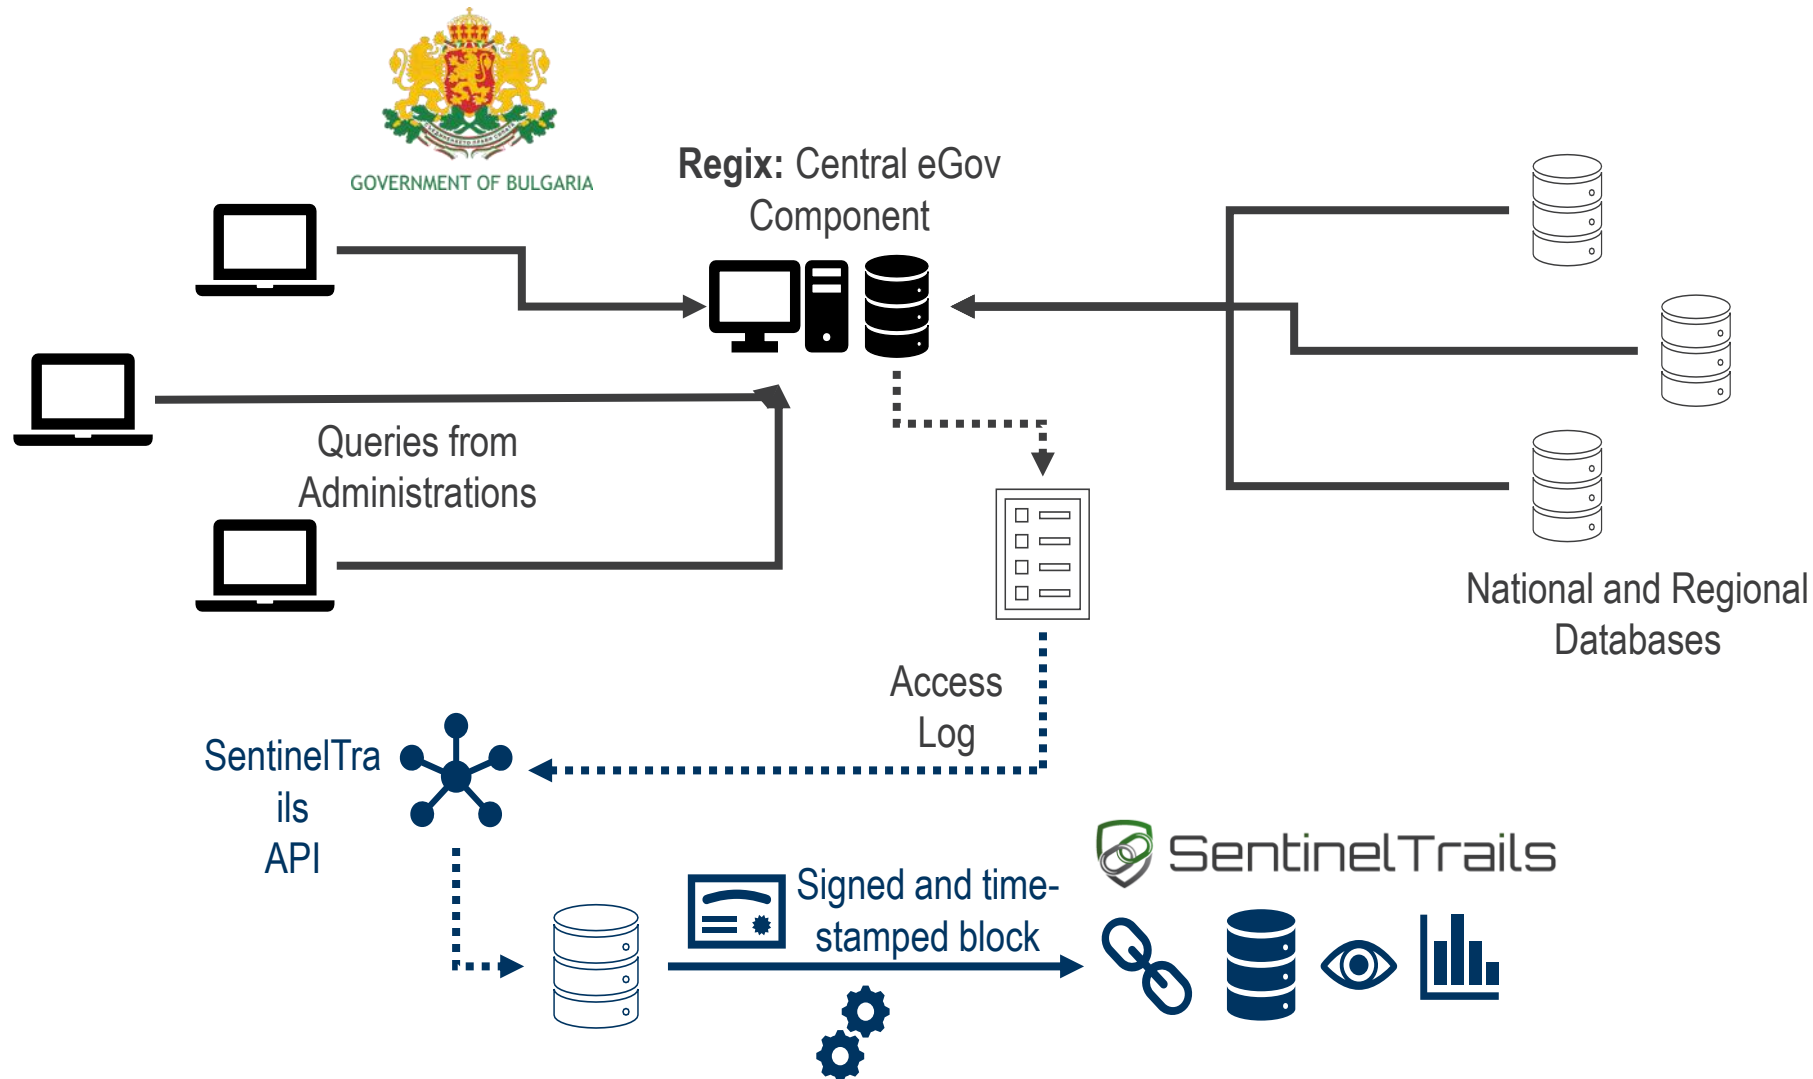 GOVERNMENT OF BULGARIA
Regix: Central eGov
Component
Queries from
Administrations
National and Regional
Databases
Access
Log
SentinelTra
ils
API
SentinelTrails
Signed and time-
stamped block